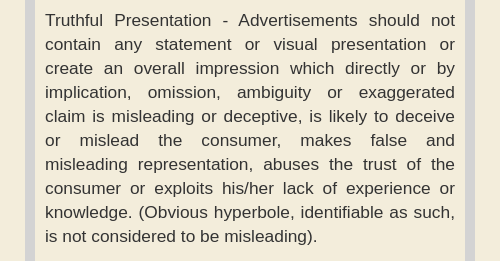 Truthful Presentation - Advertisements should not
contain any statement or visual presentation or
create an overall impression which directly or by
implication, omission, ambiguity or exaggerated
claim is misleading or deceptive, is likely to deceive
or mislead the consumer, makes false and
misleading representation, abuses the trust of the
consumer or exploits his/her lack of experience or
knowledge. (Obvious hyperbole, identifiable as such,
is not considered to be misleading).